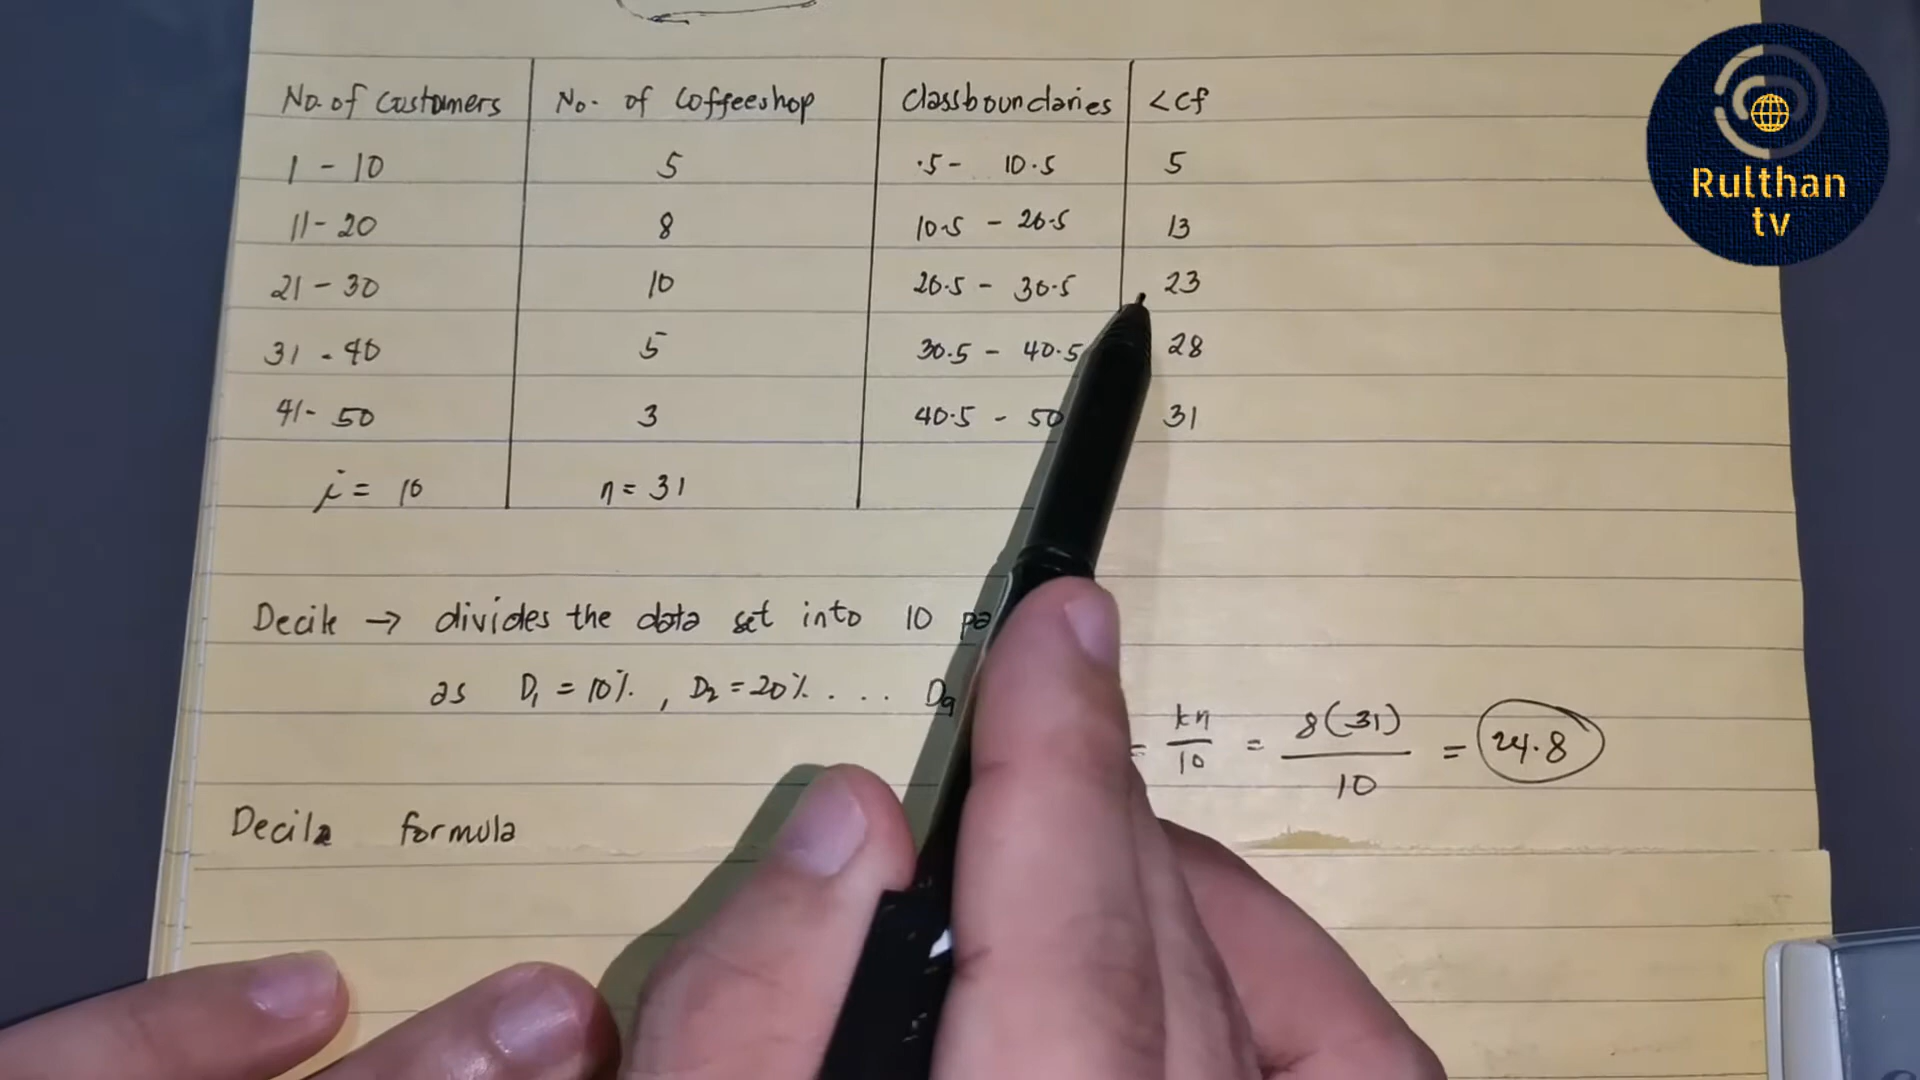 No. of Customers No. of Coffeeshop Classboundaries <cf
1 - 10 5 .5 - 10.5 5
11 - 20 8 10.5 - 20.5 13
21 - 30 10 20.5 - 30.5 23
31 - 40 5 30.5 - 40.5 28
41 - 50 3 40.5 - 50 31
i = 10 n = 31
Decile → divides the data set into 10
as D1 = 10%, D2 = 20% . . . D9
= kn/10 = 8(31)/10 = 24.8
Decile formula
Rulthan
tv